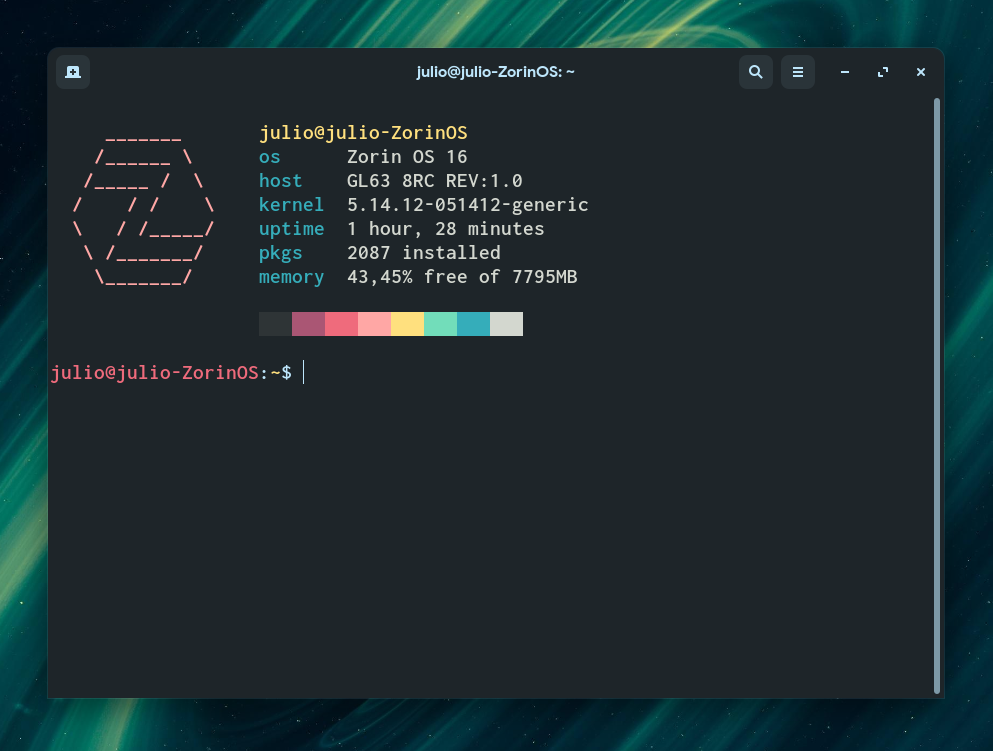 julio@julio-ZorinOS: ~
julio@julio-ZorinOS
os Zorin OS 16
host GL63 8RC REV:1.0
kernel 5.14.12-051412-generic
uptime 1 hour, 28 minutes
pkgs 2087 installed
memory 43,45% free of 7795MB
julio@julio-ZorinOS:~$